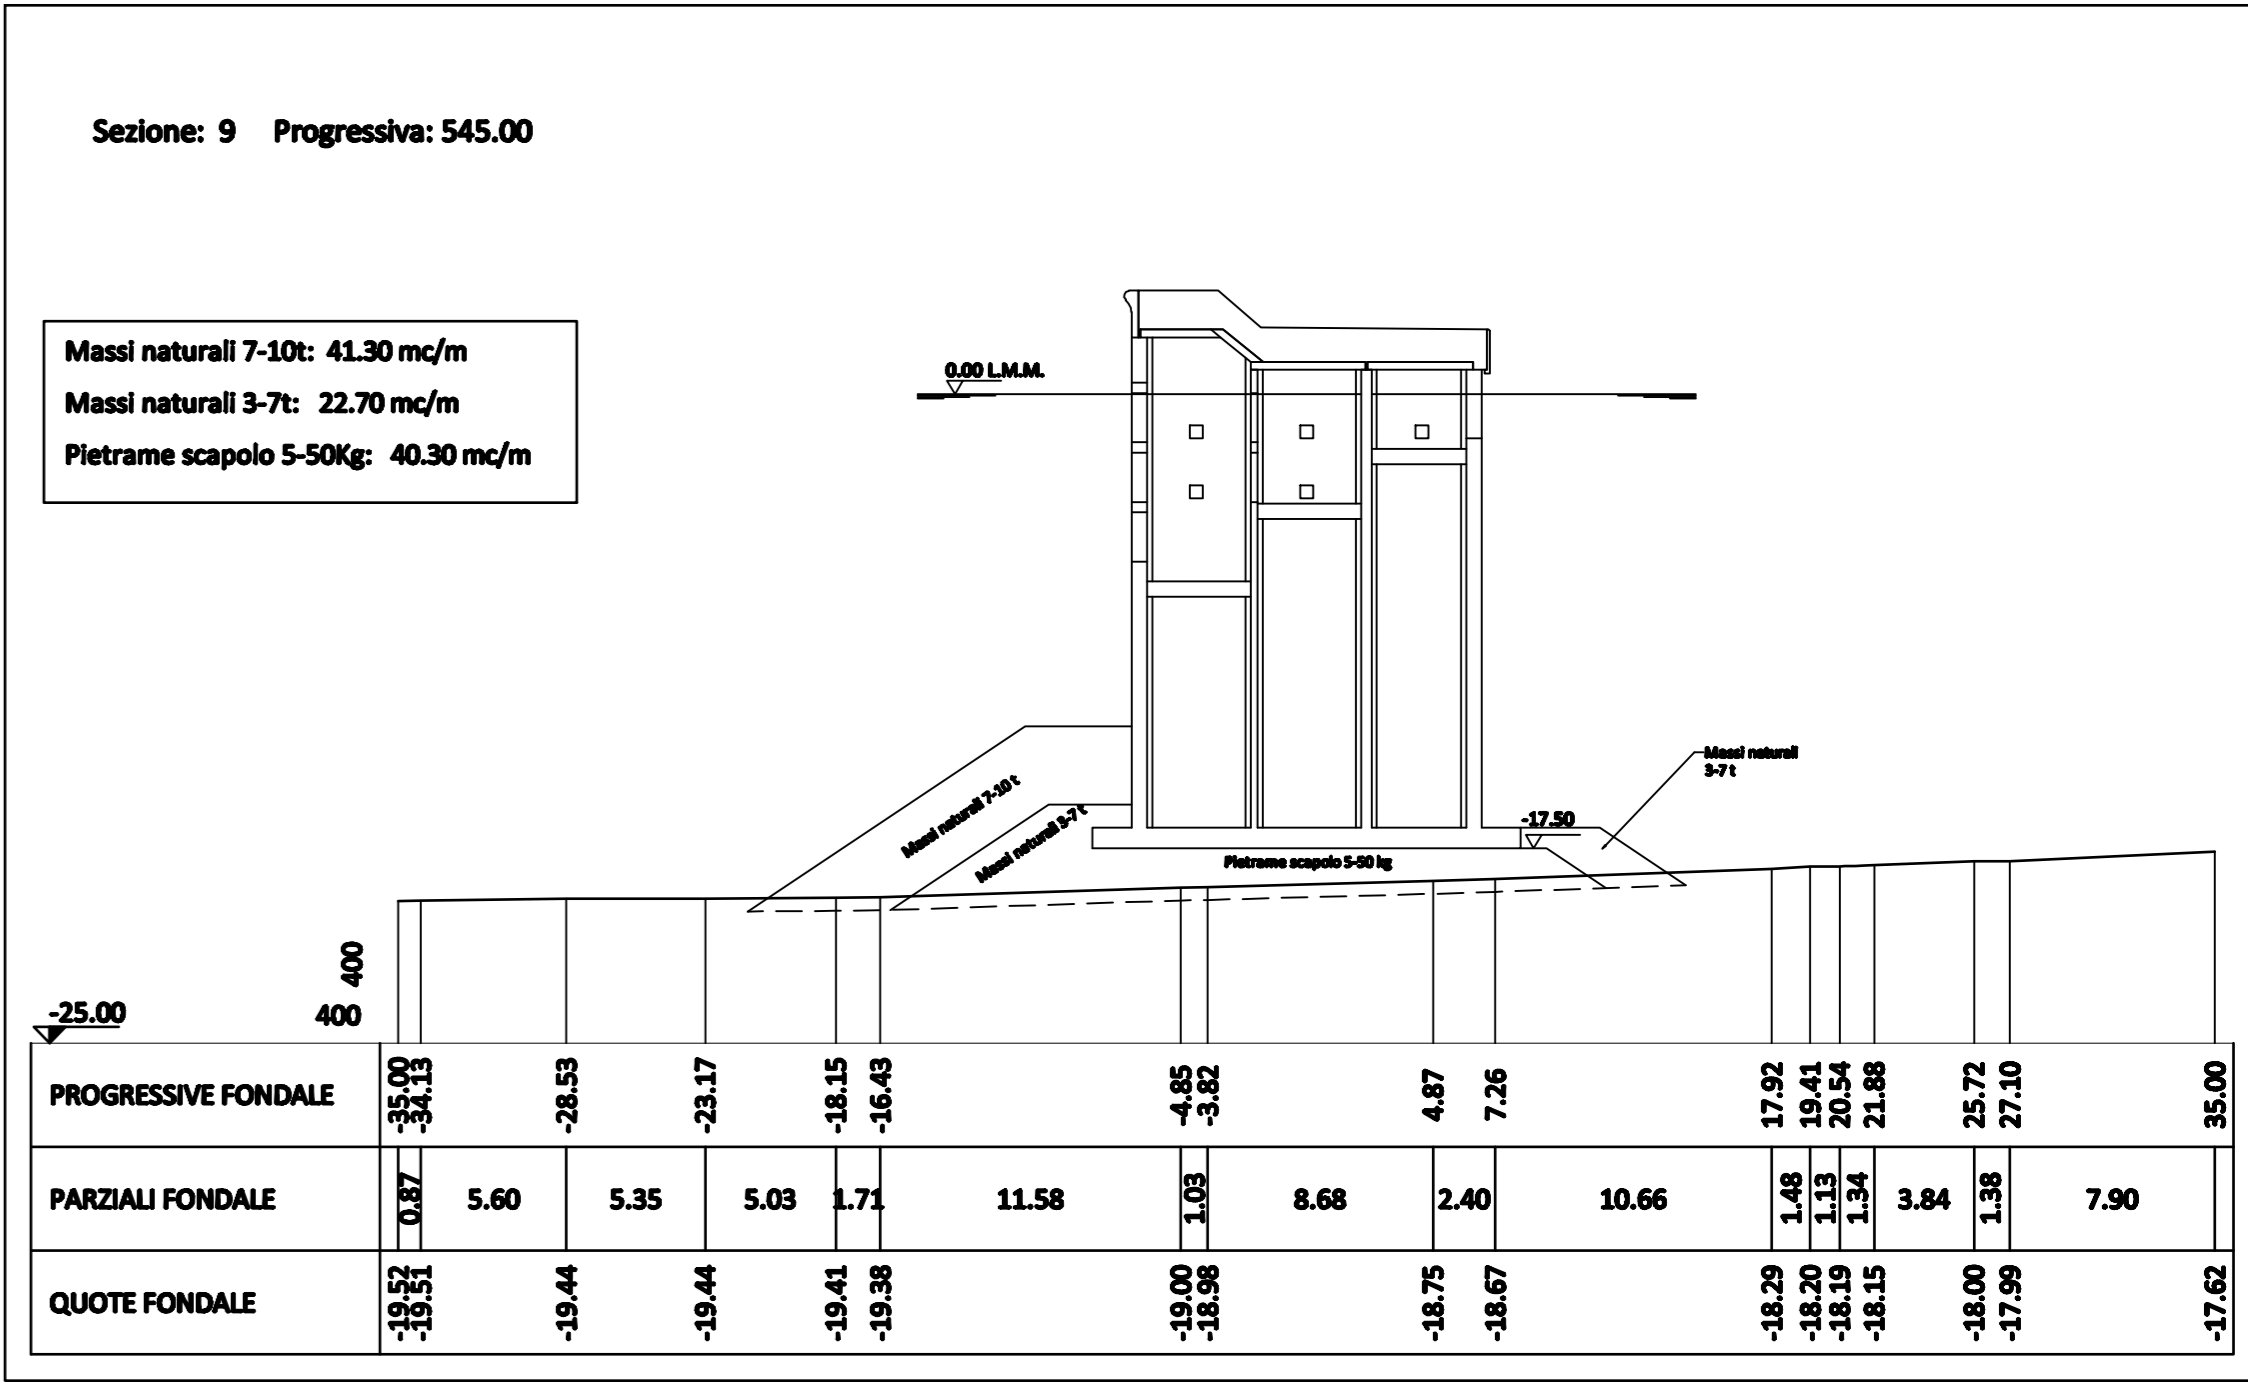 Sezione: 9 Progressiva: 545.00
Massi naturali 7-10t: 41.30 mc/m
Massi naturali 3-7t: 22.70 mc/m
Pietrame scapolo 5-50Kg: 40.30 mc/m
0.00 L.M.M.
Massi naturali
3-7 t
Massi naturali 7-10 t
Massi naturali 3-7 t
-17.50
Pietrame scapolo 5-50 kg
400
400
-25.00
PROGRESSIVE FONDALE -35.00 -34.13 -28.53 -23.17 -18.15 -16.43 -4.85 -3.82 4.87 7.26 17.92 19.41 20.54 21.88 25.72 27.10 35.00
PARZIALI FONDALE 0.87 5.60 5.35 5.03 1.71 11.58 1.03 8.68 2.40 10.66 1.48 1.13 1.34 3.84 1.38 7.90
QUOTE FONDALE -19.52 -19.51 -19.44 -19.44 -19.41 -19.38 -19.00 -18.98 -18.75 -18.67 -18.29 -18.20 -18.19 -18.15 -18.00 -17.99 -17.62